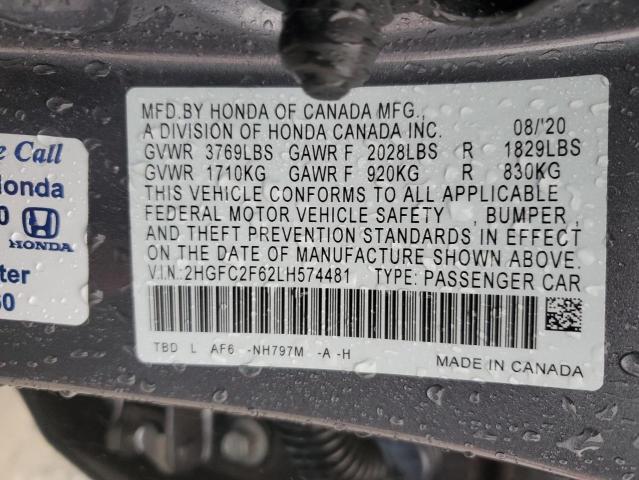 e Call
Honda
0
HONDA
ter
60
MFD.BY HONDA OF CANADA MFG.,
A DIVISION OF HONDA CANADA INC. 08/'20
GVWR 3769LBS GAWR F 2028LBS R 1829LBS
GVWR 1710KG GAWR F 920KG R 830KG
THIS VEHICLE CONFORMS TO ALL APPLICABLE
FEDERAL MOTOR VEHICLE SAFETY , BUMPER,
AND THEFT PREVENTION STANDARDS IN EFFECT
ON THE DATE OF MANUFACTURE SHOWN ABOVE.
V.I.N.:2HGFC2F62LH574481 TYPE: PASSENGER CAR
TBD L AF6 -NH797M -A -H
MADE IN CANADA